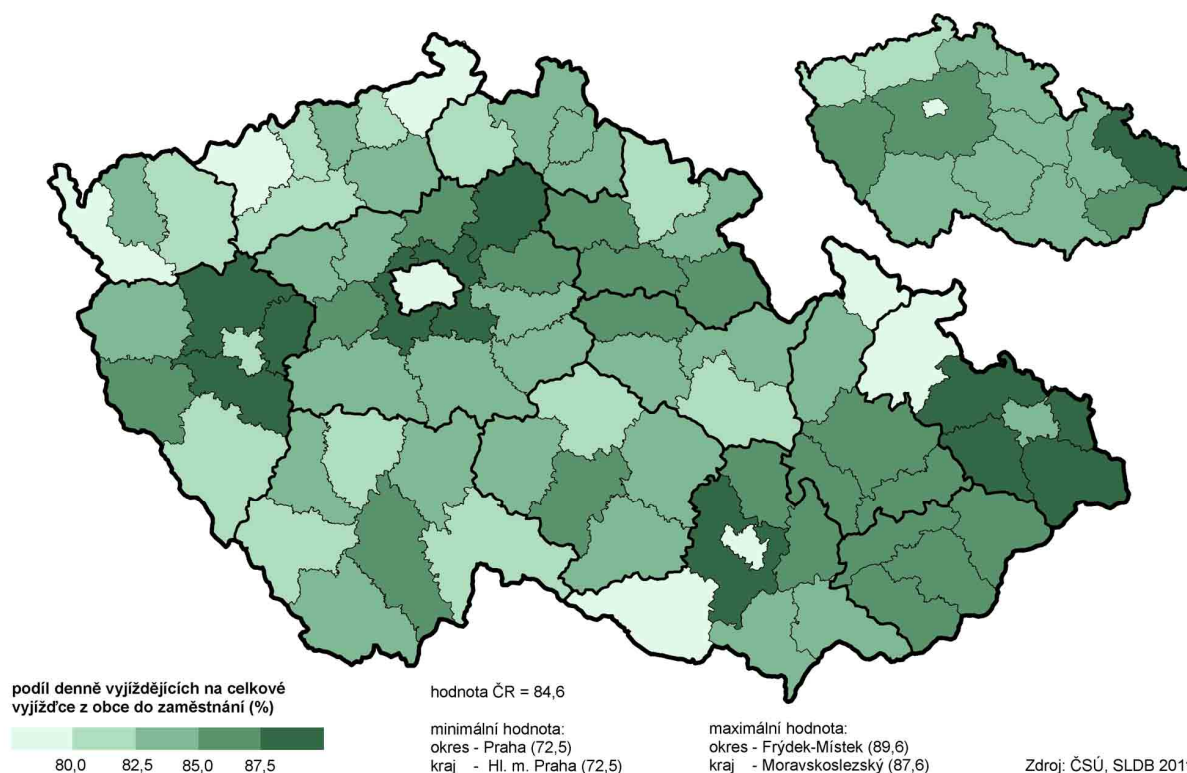 podíl denně vyjíždějících na celkové
vyjížďce z obce do zaměstnání (%)
80,0 82,5 85,0 87,5
hodnota ČR = 84,6
minimální hodnota:
okres - Praha (72,5)
kraj - Hl. m. Praha (72,5)
maximální hodnota:
okres - Frýdek-Místek (89,6)
kraj - Moravskoslezský (87,6)
Zdroj: ČSÚ, SLDB